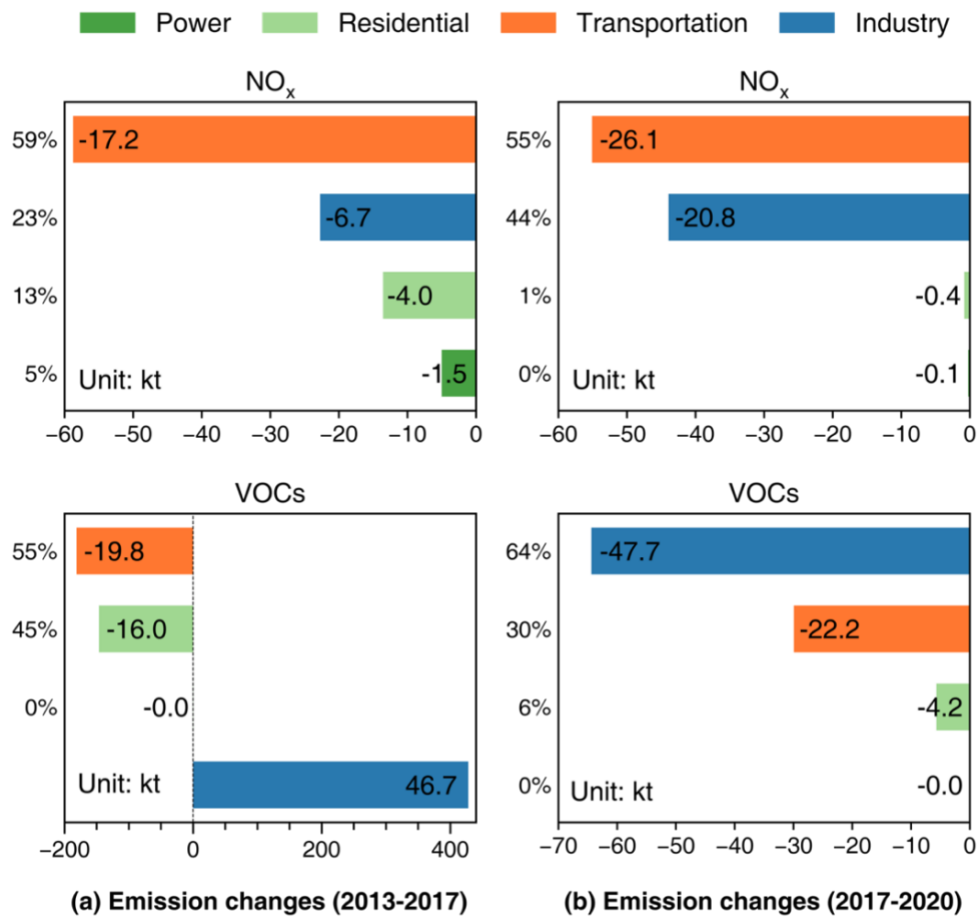 Power Residential Transportation Industry
NOx NOx
59% -17.2 55% -26.1
23% -6.7 44% -20.8
13% -4.0 1% -0.4
5% Unit: kt -1.5 0% Unit: kt -0.1
−60 −50 −40 −30 −20 −10 0 −60 −50 −40 −30 −20 −10 0
VOCs VOCs
55% -19.8 64% -47.7
45% -16.0 30% -22.2
0% -0.0 6% -4.2
Unit: kt 46.7 0% Unit: kt -0.0
−200 0 200 400 −70 −60 −50 −40 −30 −20 −10 0
(a) Emission changes (2013-2017) (b) Emission changes (2017-2020)